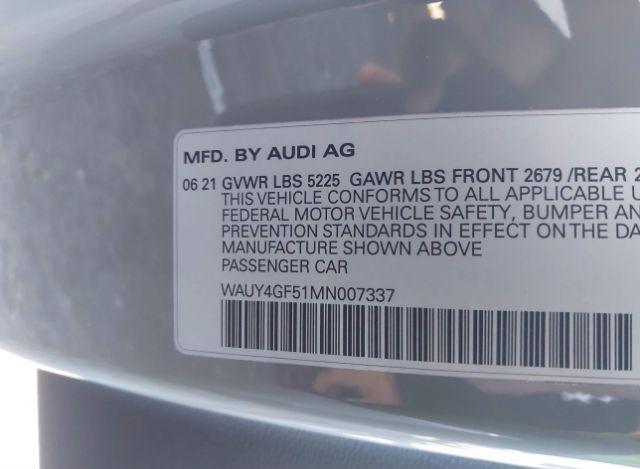 MFD. BY AUDI AG
06 21 GVWR LBS 5225 GAWR LBS FRONT 2679 /REAR 2
THIS VEHICLE CONFORMS TO ALL APPLICABLE U
FEDERAL MOTOR VEHICLE SAFETY, BUMPER AN
PREVENTION STANDARDS IN EFFECT ON THE DA
MANUFACTURE SHOWN ABOVE
PASSENGER CAR
WAUY4GF51MN007337